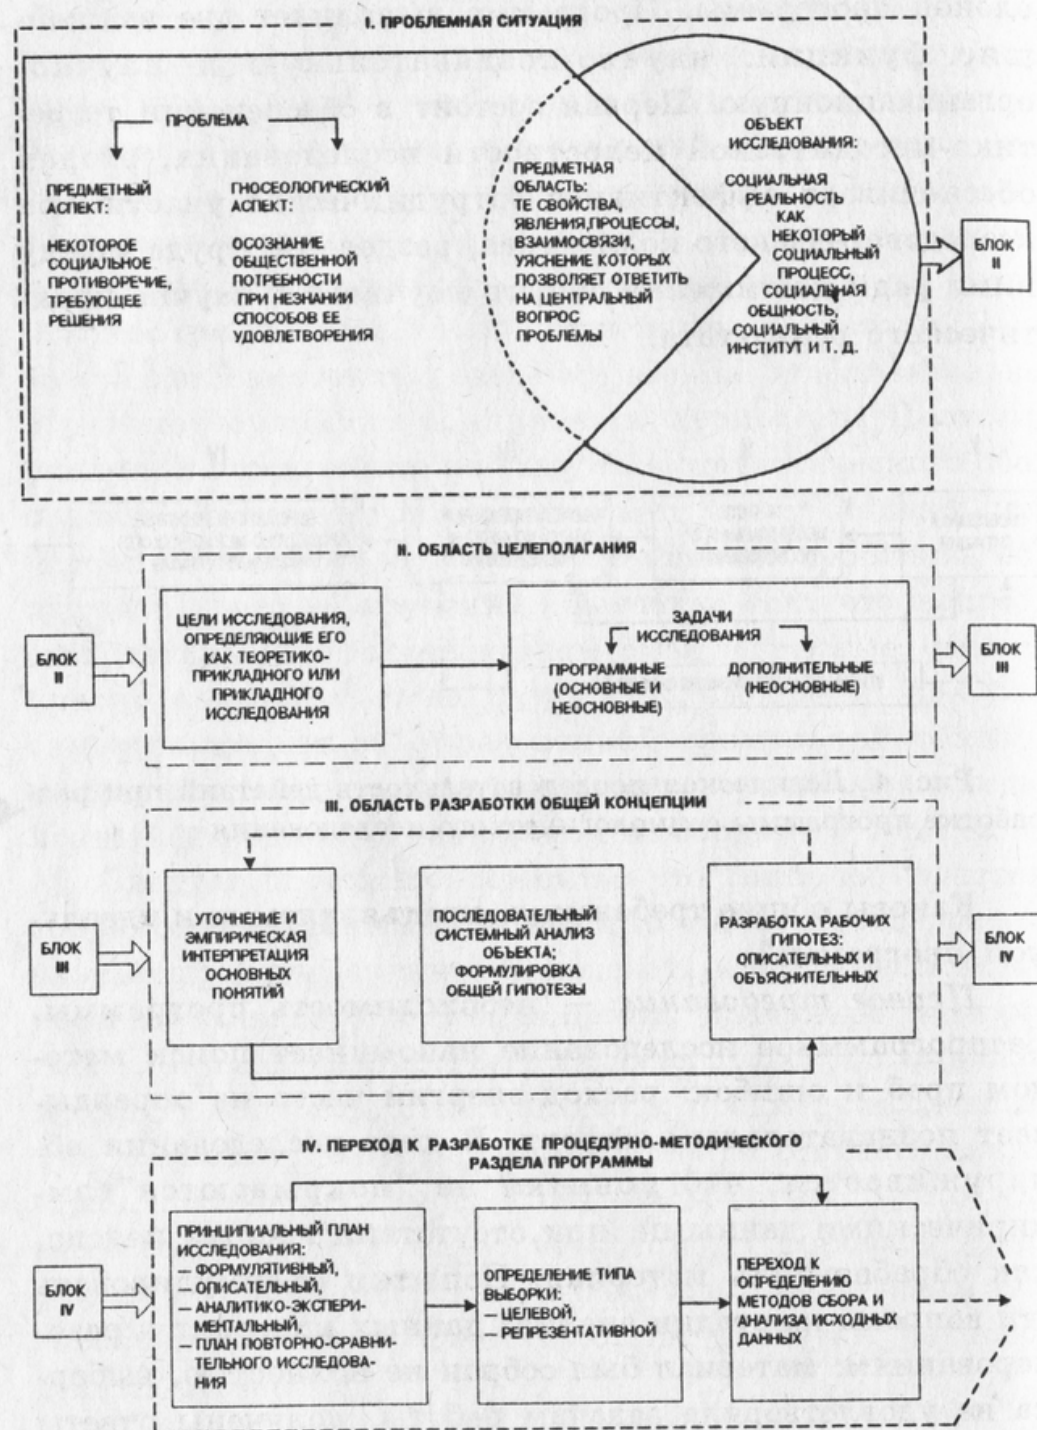 I. ПРОБЛЕМНАЯ СИТУАЦИЯ
ПРОБЛЕМА
ПРЕДМЕТНЫЙ
АСПЕКТ:
НЕКОТОРОЕ
СОЦИАЛЬНОЕ
ПРОТИВОРЕЧИЕ,
ТРЕБУЮЩЕЕ
РЕШЕНИЯ
ГНОСЕОЛОГИЧЕСКИЙ
АСПЕКТ:
ОСОЗНАНИЕ
ОБЩЕСТВЕННОЙ
ПОТРЕБНОСТИ
ПРИ НЕЗНАНИИ
СПОСОБОВ ЕЕ
УДОВЛЕТВОРЕНИЯ
ПРЕДМЕТНАЯ
ОБЛАСТЬ:
ТЕ СВОЙСТВА,
ЯВЛЕНИЯ,ПРОЦЕССЫ,
ВЗАИМОСВЯЗИ,
УЯСНЕНИЕ КОТОРЫХ
ПОЗВОЛЯЕТ ОТВЕТИТЬ
НА ЦЕНТРАЛЬНЫЙ
ВОПРОС
ПРОБЛЕМЫ
ОБЪЕКТ
ИССЛЕДОВАНИЯ:
СОЦИАЛЬНАЯ
РЕАЛЬНОСТЬ
КАК
НЕКОТОРЫЙ
СОЦИАЛЬНЫЙ
ПРОЦЕСС,
СОЦИАЛЬНАЯ
ОБЩНОСТЬ,
СОЦИАЛЬНЫЙ
ИНСТИТУТ И Т. Д.
БЛОК
II
II. ОБЛАСТЬ ЦЕЛЕПОЛАГАНИЯ
БЛОК
II
ЦЕЛИ ИССЛЕДОВАНИЯ,
ОПРЕДЕЛЯЮЩИЕ ЕГО
КАК ТЕОРЕТИКО-
ПРИКЛАДНОГО ИЛИ
ПРИКЛАДНОГО
ИССЛЕДОВАНИЯ
ЗАДАЧИ
ИССЛЕДОВАНИЯ
ПРОГРАММНЫЕ
(ОСНОВНЫЕ И
НЕОСНОВНЫЕ)
ДОПОЛНИТЕЛЬНЫЕ
(НЕОСНОВНЫЕ)
БЛОК
III
III. ОБЛАСТЬ РАЗРАБОТКИ ОБЩЕЙ КОНЦЕПЦИИ
БЛОК
III
УТОЧНЕНИЕ И
ЭМПИРИЧЕСКАЯ
ИНТЕРПРЕТАЦИЯ
ОСНОВНЫХ
ПОНЯТИЙ
ПОСЛЕДОВАТЕЛЬНЫЙ
СИСТЕМНЫЙ АНАЛИЗ
ОБЪЕКТА;
ФОРМУЛИРОВКА
ОБЩЕЙ ГИПОТЕЗЫ
РАЗРАБОТКА РАБОЧИХ
ГИПОТЕЗ:
ОПИСАТЕЛЬНЫХ И
ОБЪЯСНИТЕЛЬНЫХ
БЛОК
IV
IV. ПЕРЕХОД К РАЗРАБОТКЕ ПРОЦЕДУРНО-МЕТОДИЧЕСКОГО
РАЗДЕЛА ПРОГРАММЫ
БЛОК
IV
ПРИНЦИПИАЛЬНЫЙ ПЛАН
ИССЛЕДОВАНИЯ:
— ФОРМУЛЯТИВНЫЙ,
— ОПИСАТЕЛЬНЫЙ,
— АНАЛИТИКО-ЭКСПЕРИ-
МЕНТАЛЬНЫЙ,
— ПЛАН ПОВТОРНО-СРАВНИ-
ТЕЛЬНОГО ИССЛЕДОВА-
НИЯ
ОПРЕДЕЛЕНИЕ ТИПА
ВЫБОРКИ:
— ЦЕЛЕВОЙ,
— РЕПРЕЗЕНТАТИВНОЙ
ПЕРЕХОД К
ОПРЕДЕЛЕНИЮ
МЕТОДОВ СБОРА И
АНАЛИЗА ИСХОДНЫХ
ДАННЫХ